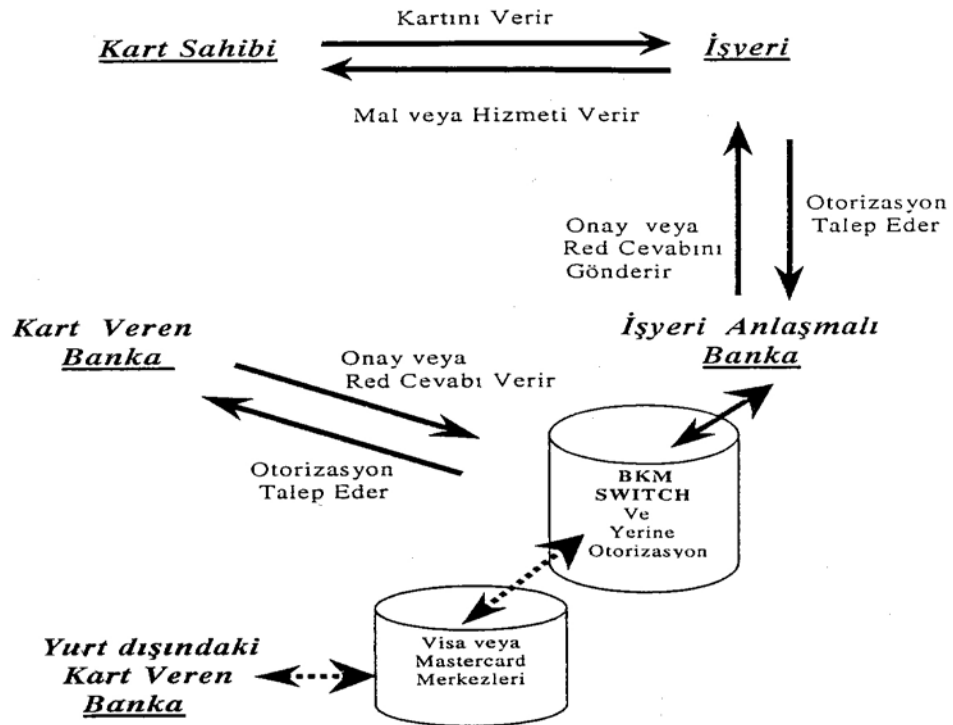 Kartını Verir
Kart Sahibi
İşyeri
Mal veya Hizmeti Verir
Otorizasyon
Talep Eder
Onay veya
Red Cevabını
Gönderir
Kart Veren
Banka
İşyeri Anlaşmalı
Banka
Onay veya
Red Cevabı Verir
Otorizasyon
Talep Eder
BKM
SWITCH
Ve
Yerine
Otorizasyon
Visa veya
Mastercard
Merkezleri
Yurt dışındaki
Kart Veren
Banka